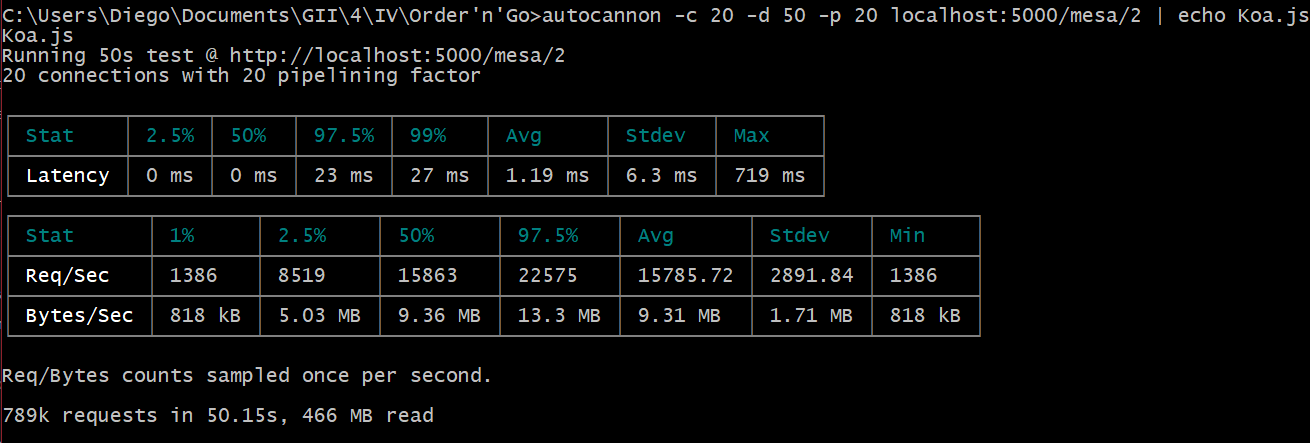 C:\Users\Diego\Documents\GII\4\IV\Order'n'Go>autocannon -c 20 -d 50 -p 20 localhost:5000/mesa/2 | echo Koa.js
Koa.js
Running 50s test @ http://localhost:5000/mesa/2
20 connections with 20 pipelining factor
Stat 2.5% 50% 97.5% 99% Avg Stdev Max
Latency 0 ms 0 ms 23 ms 27 ms 1.19 ms 6.3 ms 719 ms
Stat 1% 2.5% 50% 97.5% Avg Stdev Min
Req/Sec 1386 8519 15863 22575 15785.72 2891.84 1386
Bytes/Sec 818 kB 5.03 MB 9.36 MB 13.3 MB 9.31 MB 1.71 MB 818 kB
Req/Bytes counts sampled once per second.
789k requests in 50.15s, 466 MB read